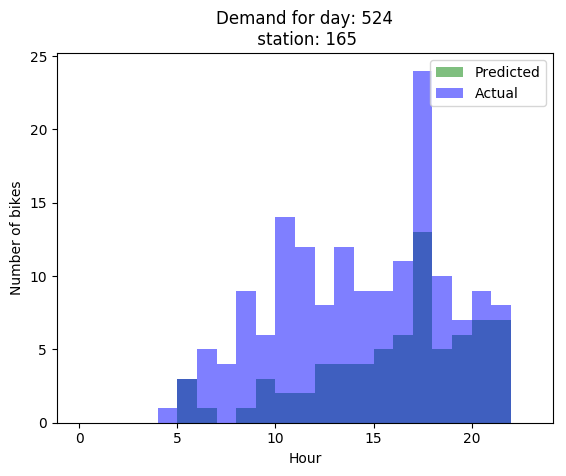 Demand for day: 524
station: 165
25
20
15
10
5
0
Number of bikes
Predicted
Actual
0 5 10 15 20
Hour